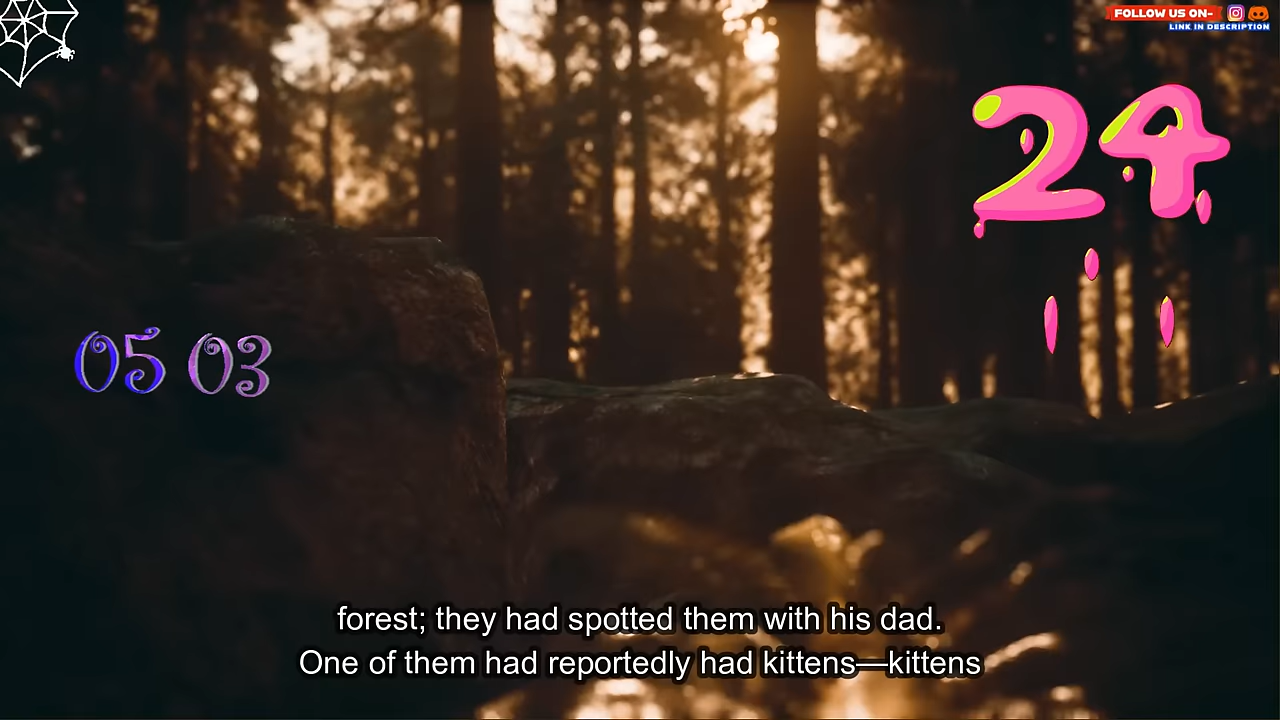 FOLLOW US ON-
LINK IN DESCRIPTION
24
05 03
forest; they had spotted them with his dad.
One of them had reportedly had kittens—kittens